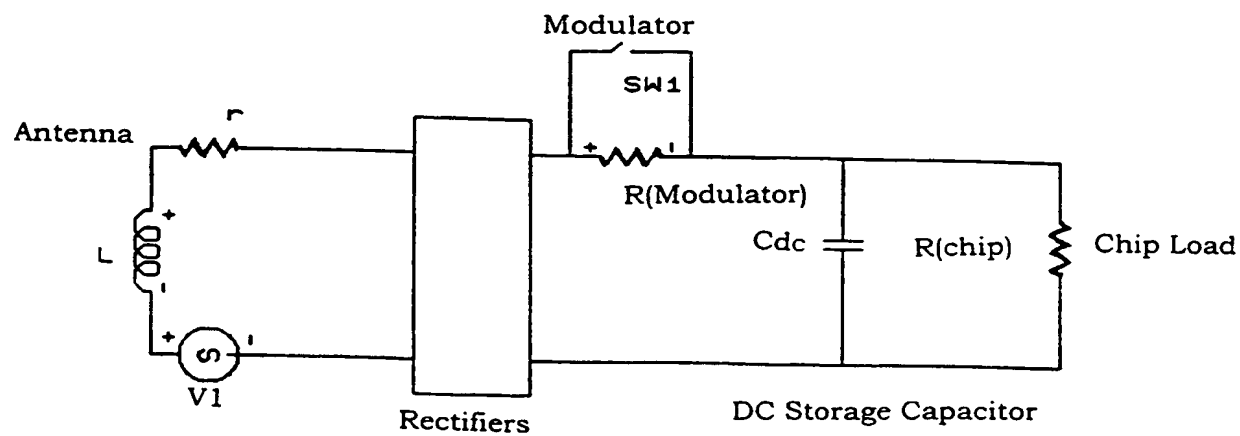 Modulator
SW1
r
Antenna
+ -
R(Modulator)
+
L
-
Cdc
R(chip)
Chip Load
+ -
S
V1
Rectifiers
DC Storage Capacitor